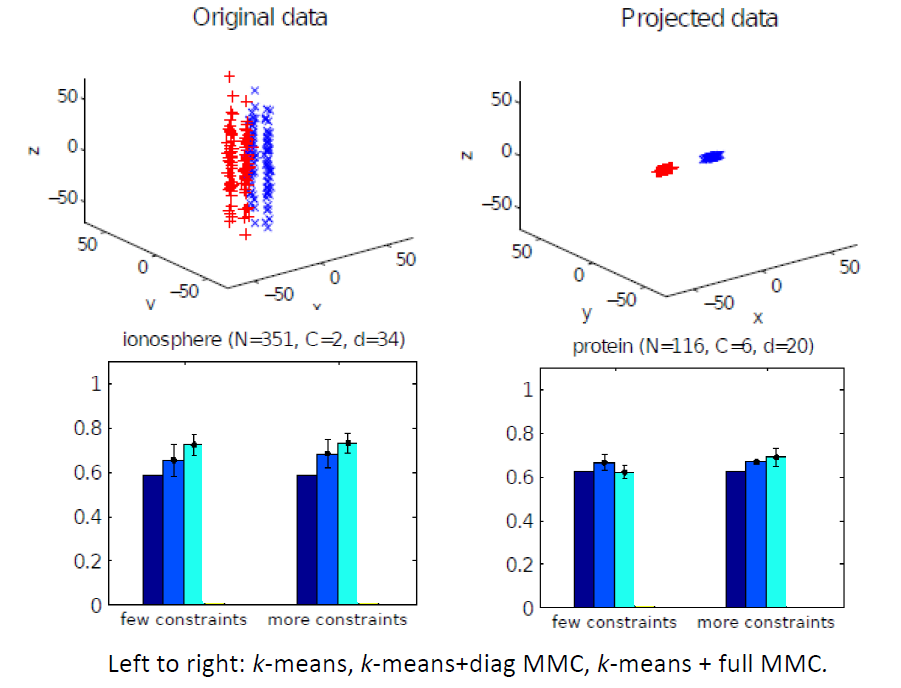 Original data
Projected data
50
0
−50
z
50
0
−50
v
−50
0
50
v
50
0
−50
z
50
0
−50
y
−50
0
50
x
ionosphere (N=351, C=2, d=34)
1
0.8
0.6
0.4
0.2
0
few constraints more constraints
protein (N=116, C=6, d=20)
1
0.8
0.6
0.4
0.2
0
few constraints more constraints
Left to right: k-means, k-means+diag MMC, k-means + full MMC.